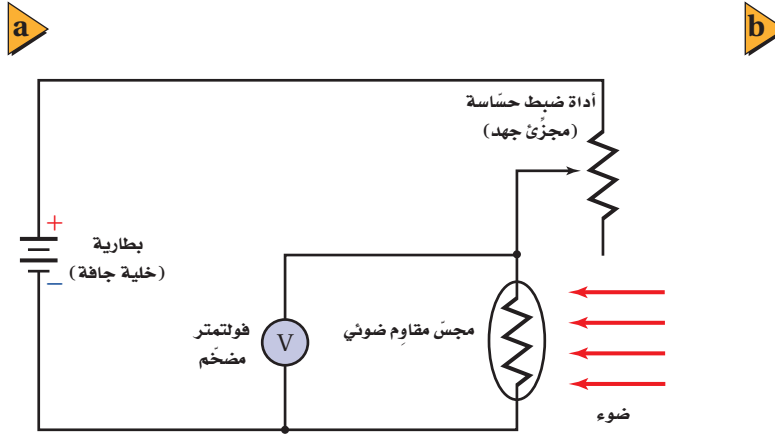 a
b
أداة ضبط حسّاسة
(مجزِّئ جهد)
+
بطارية
(خلية جافة)
−
فولتمتر
مضخّم
V
مجسّ مقاوِم ضوئي
ضوء